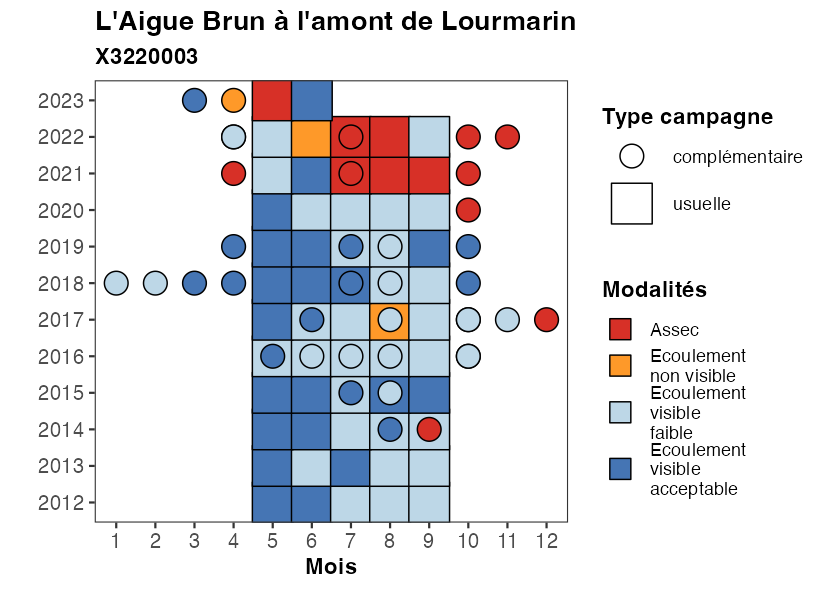 L'Aigue Brun à l'amont de Lourmarin
X3220003
2023
2022
2021
2020
2019
2018
2017
2016
2015
2014
2013
2012
1 2 3 4 5 6 7 8 9 10 11 12
Mois
Type campagne
complémentaire
usuelle
Modalités
Assec
Ecoulement
non visible
Ecoulement
visible
faible
Ecoulement
visible
acceptable